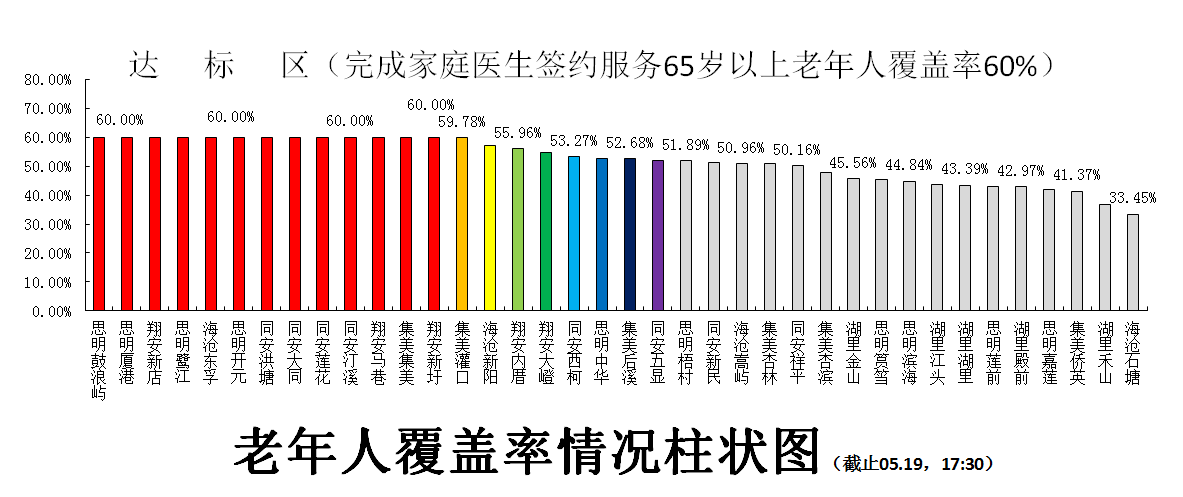 达 标 区（完成家庭医生签约服务65岁以上老年人覆盖率60%）
80.00%
70.00%
60.00%
50.00%
40.00%
30.00%
20.00%
10.00%
0.00%
60.00%
60.00%
60.00%
60.00%
59.78%
55.96%
53.27%
52.68%
51.89%
50.96%
50.16%
45.56%
44.84%
43.39%
42.97%
41.37%
33.45%
思明鼓浪屿
思明厦港
翔安新店
思明鹭江
海沧东孚
思明开元
同安洪塘
同安大同
同安莲花
同安汀溪
翔安马巷
集美集美
翔安新圩
集美灌口
海沧新阳
翔安内厝
翔安大嶝
同安西柯
思明中华
集美后溪
同安五显
思明梧村
同安新民
海沧嵩屿
集美杏林
同安祥平
集美杏滨
湖里金山
思明筼筜
思明滨海
湖里江头
湖里湖里
思明莲前
湖里殿前
思明嘉莲
集美侨英
湖里禾山
海沧石塘
老年人覆盖率情况柱状图（截止05.19，17:30）